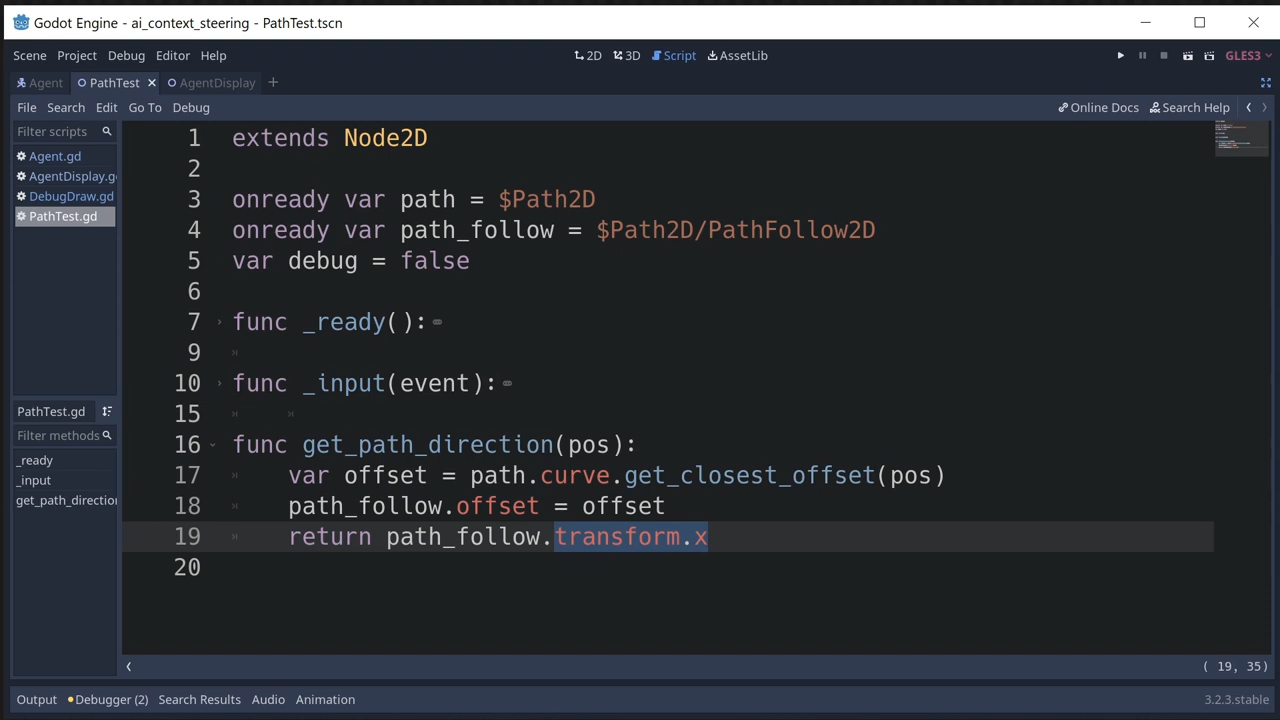 Godot Engine - ai_context_steering - PathTest.tscn
Scene Project Debug Editor Help 2D 3D Script AssetLib GLES3
Agent PathTest AgentDisplay
File Search Edit Go To Debug Online Docs Search Help
Filter scripts
Agent.gd
AgentDisplay.g
DebugDraw.gd
PathTest.gd
PathTest.gd
Filter methods
_ready
_input
get_path_direction
1 extends Node2D
2
3 onready var path = $Path2D
4 onready var path_follow = $Path2D/PathFollow2D
5 var debug = false
6
7 func _ready():
9
10 func _input(event):
15
16 func get_path_direction(pos):
17 var offset = path.curve.get_closest_offset(pos)
18 path_follow.offset = offset
19 return path_follow.transform.x
20
( 19, 35)
Output Debugger (2) Search Results Audio Animation 3.2.3.stable